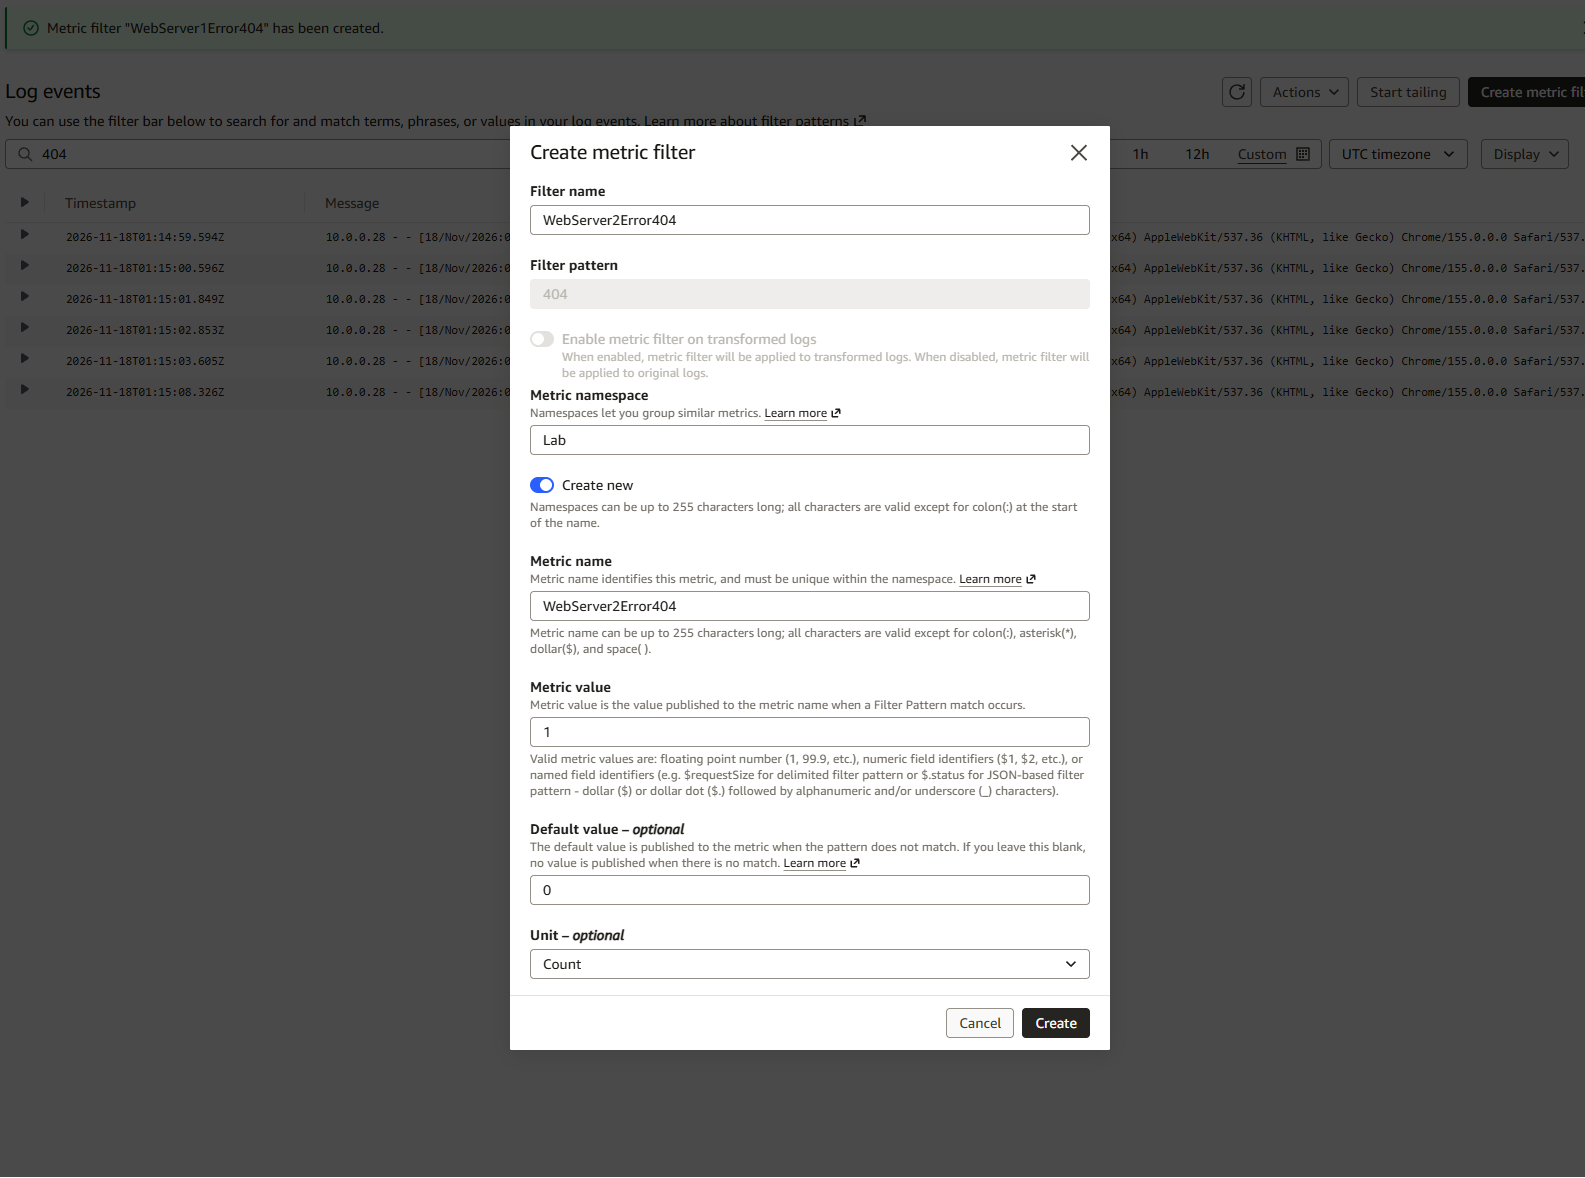 Metric filter "WebServer1Error404" has been created.
Log events
Actions
Start tailing
Create metric fil
You can use the filter bar below to search for and match terms, phrases, or values in your log events. Learn more about filter patterns
404
1h
12h
Custom
UTC timezone
Display
Timestamp
Message
2026-11-18T01:14:59.594Z
10.0.0.28 - - [18/Nov/2026:0
x64) AppleWebKit/537.36 (KHTML, like Gecko) Chrome/155.0.0.0 Safari/537.
2026-11-18T01:15:00.596Z
10.0.0.28 - - [18/Nov/2026:0
x64) AppleWebKit/537.36 (KHTML, like Gecko) Chrome/155.0.0.0 Safari/537.
2026-11-18T01:15:01.849Z
10.0.0.28 - - [18/Nov/2026:0
x64) AppleWebKit/537.36 (KHTML, like Gecko) Chrome/155.0.0.0 Safari/537.
2026-11-18T01:15:02.853Z
10.0.0.28 - - [18/Nov/2026:0
x64) AppleWebKit/537.36 (KHTML, like Gecko) Chrome/155.0.0.0 Safari/537.
2026-11-18T01:15:03.605Z
10.0.0.28 - - [18/Nov/2026:0
x64) AppleWebKit/537.36 (KHTML, like Gecko) Chrome/155.0.0.0 Safari/537.
2026-11-18T01:15:08.326Z
10.0.0.28 - - [18/Nov/2026:0
x64) AppleWebKit/537.36 (KHTML, like Gecko) Chrome/155.0.0.0 Safari/537.
Create metric filter
Filter name
WebServer2Error404
Filter pattern
404
Enable metric filter on transformed logs
When enabled, metric filter will be applied to transformed logs. When disabled, metric filter will
be applied to original logs.
Metric namespace
Namespaces let you group similar metrics. Learn more
Lab
Create new
Namespaces can be up to 255 characters long; all characters are valid except for colon(:) at the start
of the name.
Metric name
Metric name identifies this metric, and must be unique within the namespace. Learn more
WebServer2Error404
Metric name can be up to 255 characters long; all characters are valid except for colon(:), asterisk(*),
dollar($), and space( ).
Metric value
Metric value is the value published to the metric name when a Filter Pattern match occurs.
1
Valid metric values are: floating point number (1, 99.9, etc.), numeric field identifiers ($1, $2, etc.), or
named field identifiers (e.g. $requestSize for delimited filter pattern or $.status for JSON-based filter
pattern - dollar ($) or dollar dot ($.) followed by alphanumeric and/or underscore (_) characters).
Default value – optional
The default value is published to the metric when the pattern does not match. If you leave this blank,
no value is published when there is no match. Learn more
0
Unit – optional
Count
Cancel
Create